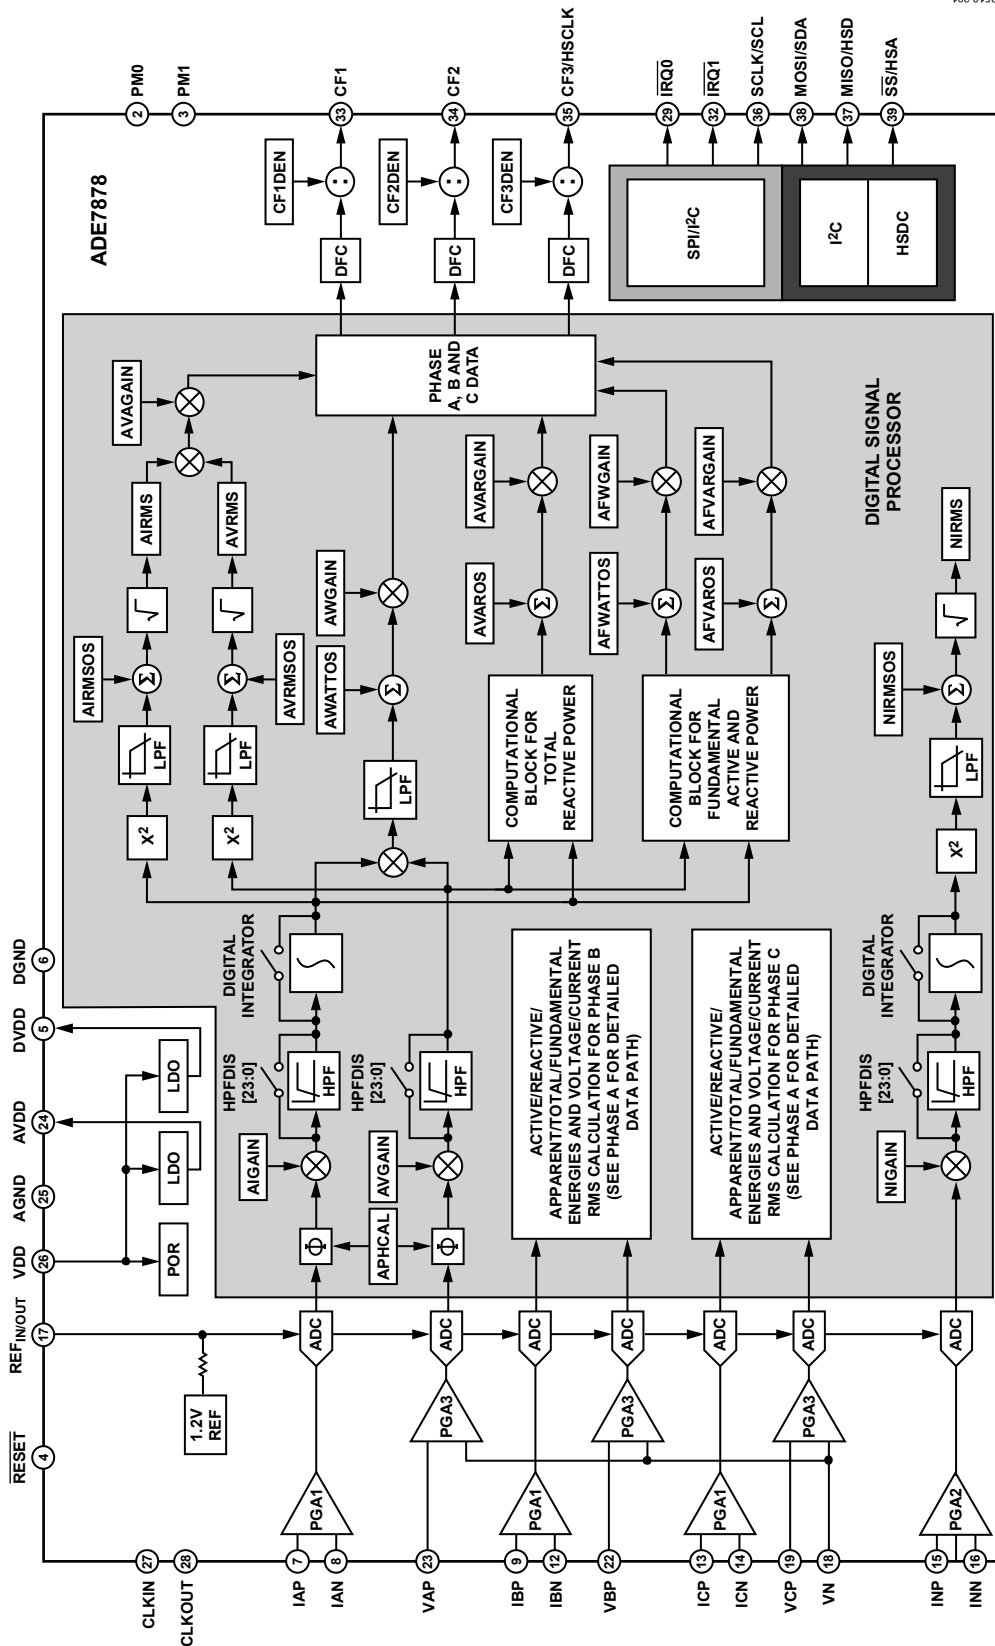 RESET
REFIN/OUT
VDD
AGND
AVDD
DVDD
DGND
4
17
26
25
24
5
6
CLKIN
27
CLKOUT
28
1.2V
REF
POR
LDO
LDO
ADE7878
2
PM0
3
PM1
IAP
7
IAN
8
PGA1
ADC
Φ
AIGAIN
HPFDIS
[23:0]
HPF
DIGITAL
INTEGRATOR
∫
X²
LPF
AIRMSOS
Σ
√
AIRMS
AVAGAIN
X²
LPF
AVRMSOS
Σ
√
AVRMS
APHCAL
VAP
23
PGA3
ADC
Φ
AVGAIN
HPFDIS
[23:0]
HPF
LPF
AWATTOS
Σ
AWGAIN
PHASE
A, B AND
C DATA
DFC
CF1DEN
:
33
CF1
DFC
CF2DEN
:
34
CF2
DFC
CF3DEN
:
35
CF3/HSCLK
IBP
9
IBN
12
PGA1
ADC
VBP
22
PGA3
ADC
ACTIVE/REACTIVE/
APPARENT/TOTAL/FUNDAMENTAL
ENERGIES AND VOLTAGE/CURRENT
RMS CALCULATION FOR PHASE B
(SEE PHASE A FOR DETAILED
DATA PATH)
COMPUTATIONAL
BLOCK FOR
TOTAL
REACTIVE POWER
AVAROS
Σ
AVARGAIN
ICP
13
ICN
14
PGA1
ADC
VCP
19
VN
18
PGA3
ADC
ACTIVE/REACTIVE/
APPARENT/TOTAL/FUNDAMENTAL
ENERGIES AND VOLTAGE/CURRENT
RMS CALCULATION FOR PHASE C
(SEE PHASE A FOR DETAILED
DATA PATH)
COMPUTATIONAL
BLOCK FOR
FUNDAMENTAL
ACTIVE AND
REACTIVE POWER
AFWATTOS
Σ
AFWGAIN
AFVAROS
Σ
AFVARGAIN
SPI/I²C
I²C
HSDC
29
IRQ0
32
IRQ1
36
SCLK/SCL
38
MOSI/SDA
37
MISO/HSD
39
SS/HSA
DIGITAL SIGNAL
PROCESSOR
INP
15
INN
16
PGA2
ADC
NIGAIN
HPFDIS
[23:0]
HPF
DIGITAL
INTEGRATOR
∫
X²
LPF
NIRMSOS
Σ
√
NIRMS